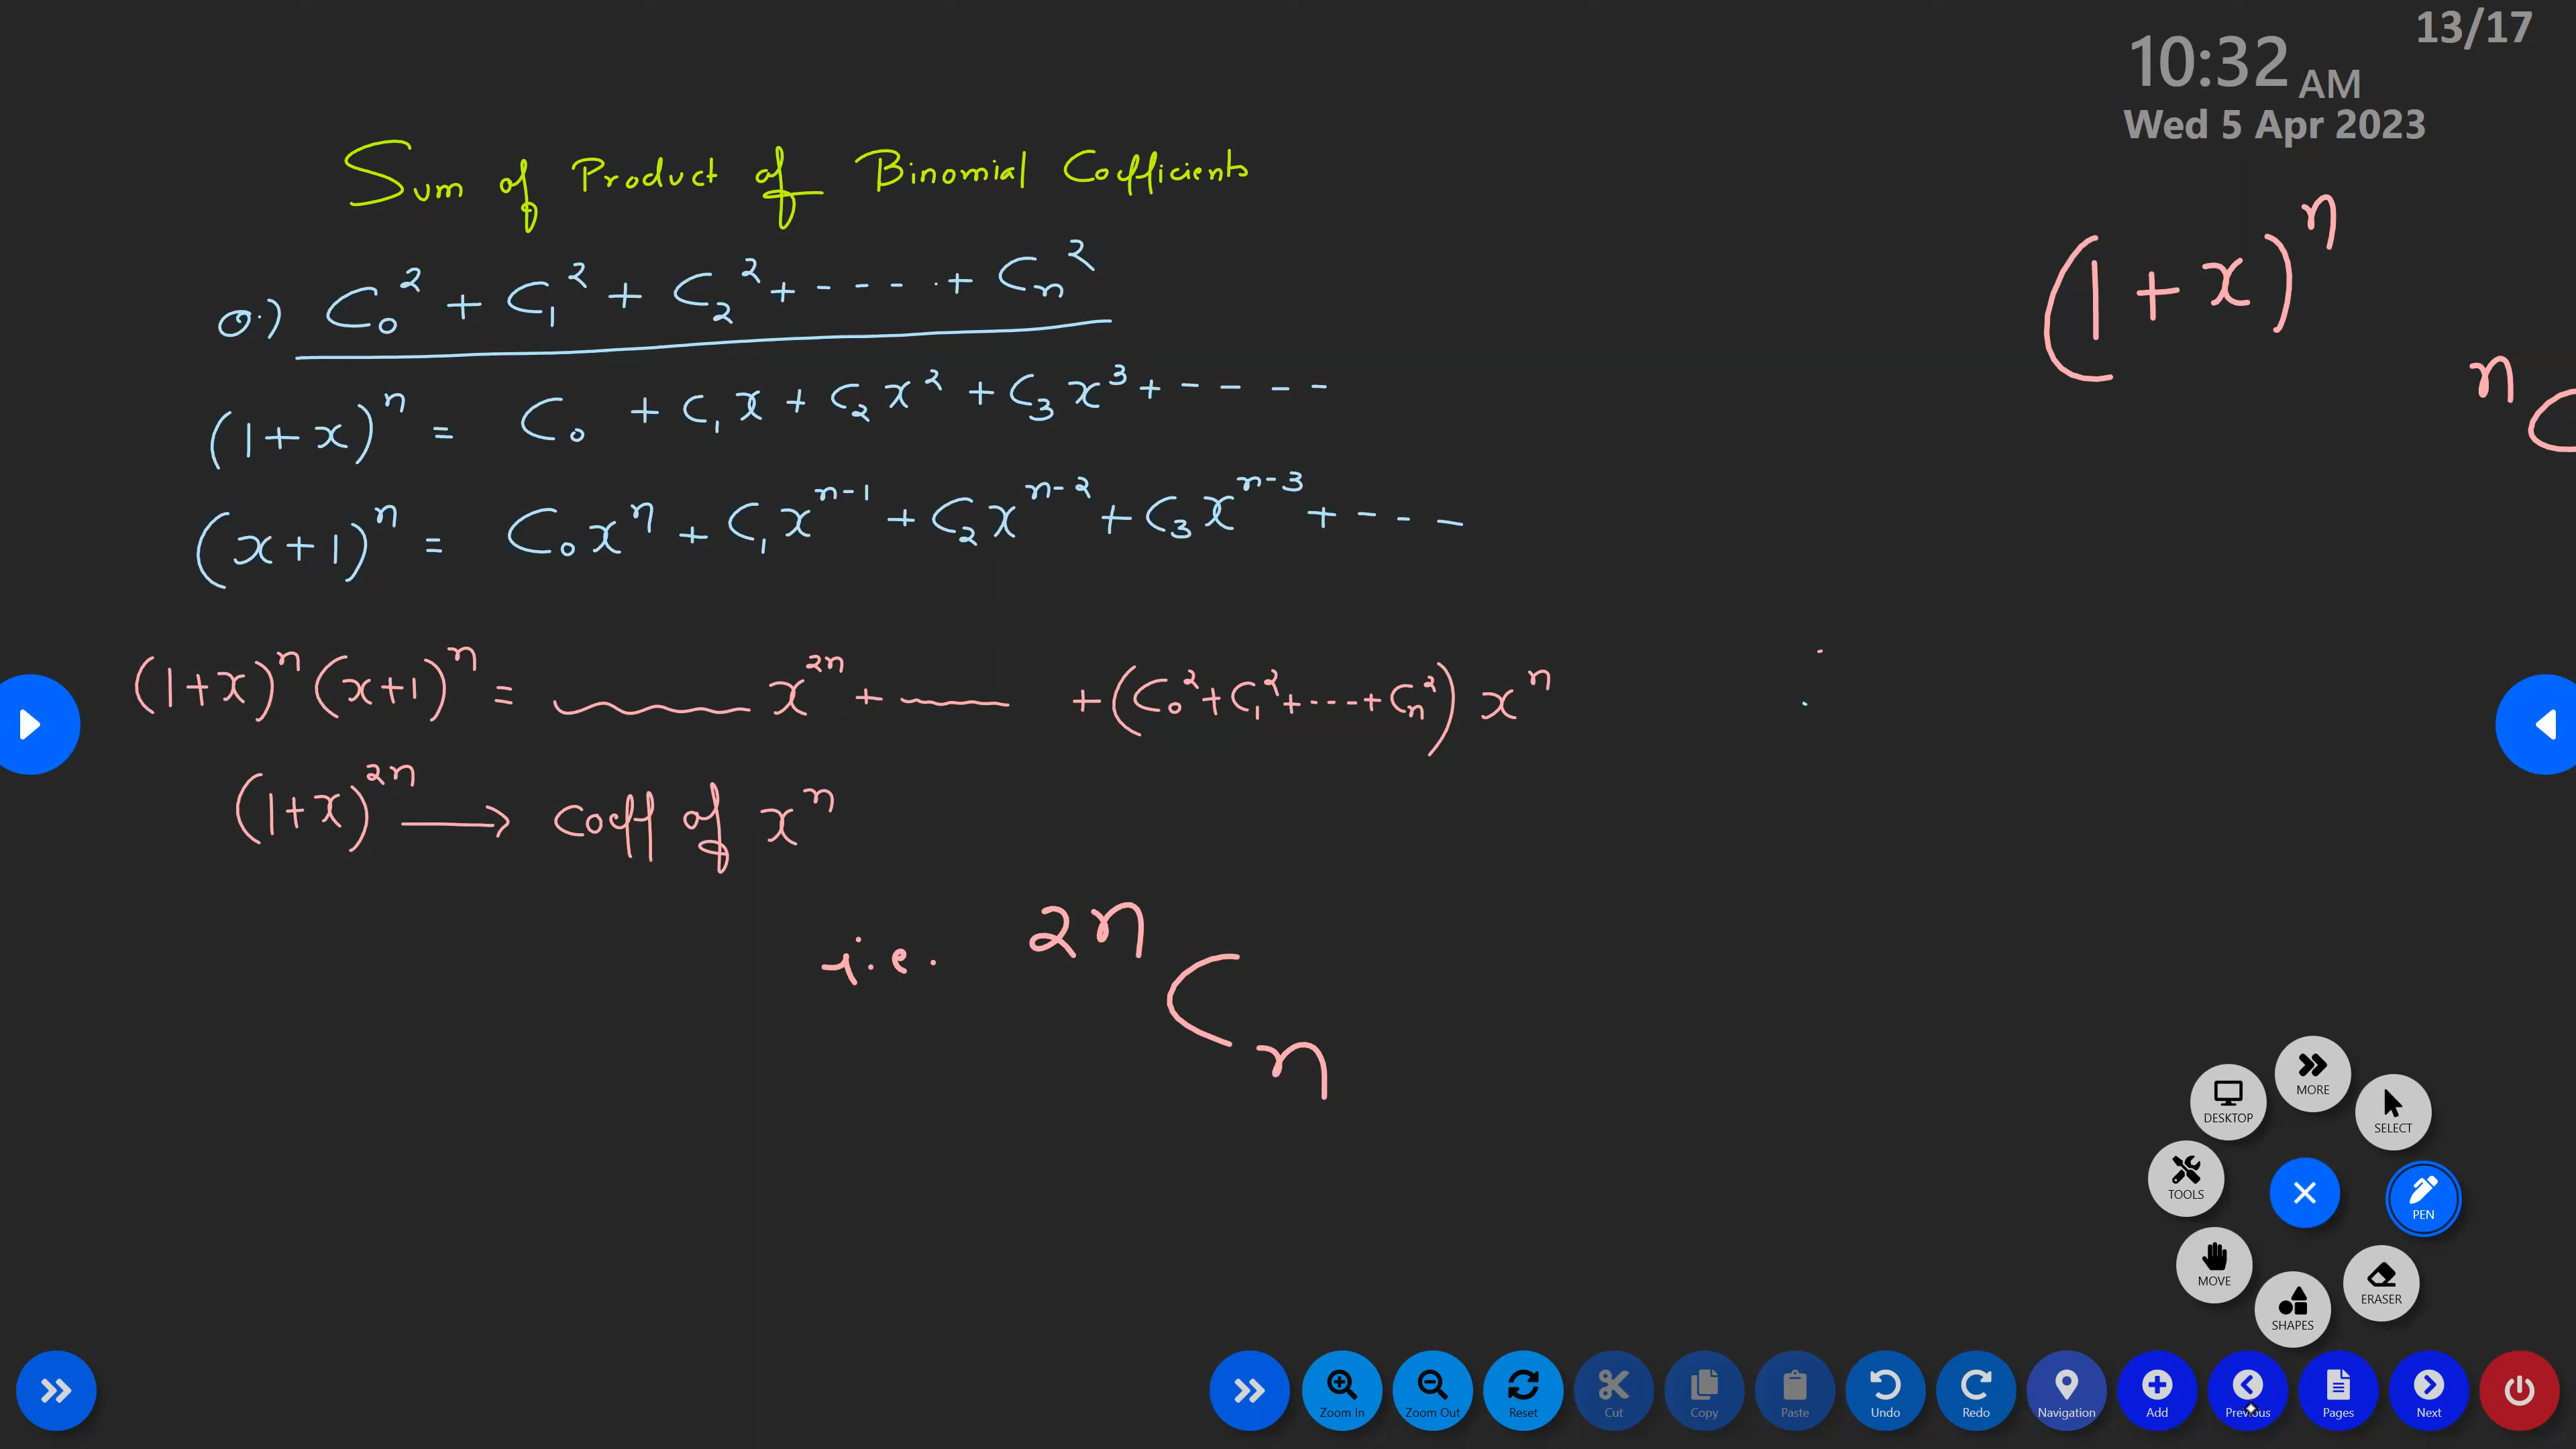 13/17
10:32 AM
Wed 5 Apr 2023
Sum of Product of Binomial Coefficients
Q.) C₀² + C₁² + C₂² + ---- + Cₙ²
(1+x)ⁿ = C₀ + C₁x + C₂x² + C₃x³ + ----
(x+1)ⁿ = C₀xⁿ + C₁xⁿ⁻¹ + C₂xⁿ⁻² + C₃xⁿ⁻³ + ---
(1+x)ⁿ (x+1)ⁿ = x²ⁿ + + (C₀² + C₁² + --- + Cₙ²) xⁿ
(1+x)²ⁿ → Coeff of xⁿ
i.e. ²ⁿCₙ
(1+x)ⁿ
ⁿC
MORE
DESKTOP
SELECT
TOOLS
PEN
MOVE
ERASER
SHAPES
Zoom In Zoom Out Reset Cut Copy Paste Undo Redo Navigation Add Previous Pages Next